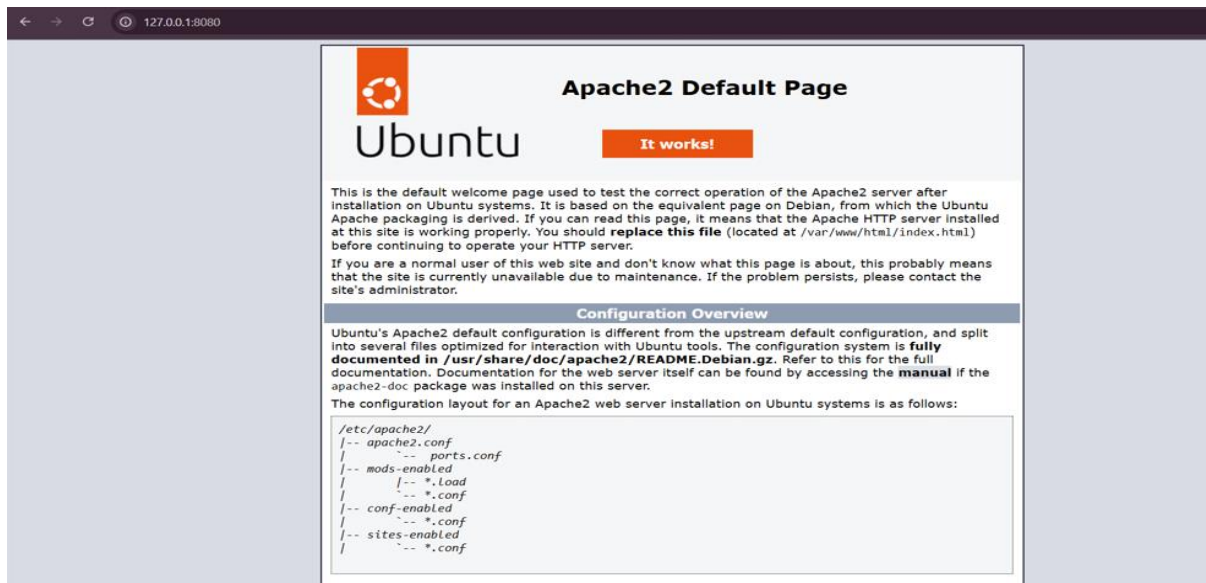 127.0.0.1:8080
Apache2 Default Page
Ubuntu
It works!
This is the default welcome page used to test the correct operation of the Apache2 server after
installation on Ubuntu systems. It is based on the equivalent page on Debian, from which the Ubuntu
Apache packaging is derived. If you can read this page, it means that the Apache HTTP server installed
at this site is working properly. You should replace this file (located at /var/www/html/index.html)
before continuing to operate your HTTP server.
If you are a normal user of this web site and don't know what this page is about, this probably means
that the site is currently unavailable due to maintenance. If the problem persists, please contact the
site's administrator.
Configuration Overview
Ubuntu's Apache2 default configuration is different from the upstream default configuration, and split
into several files optimized for interaction with Ubuntu tools. The configuration system is fully
documented in /usr/share/doc/apache2/README.Debian.gz. Refer to this for the full
documentation. Documentation for the web server itself can be found by accessing the manual if the
apache2-doc package was installed on this server.
The configuration layout for an Apache2 web server installation on Ubuntu systems is as follows:
/etc/apache2/
|-- apache2.conf
|       `--  ports.conf
|-- mods-enabled
|       |-- *.load
|       `-- *.conf
|-- conf-enabled
|       `-- *.conf
|-- sites-enabled
|       `-- *.conf